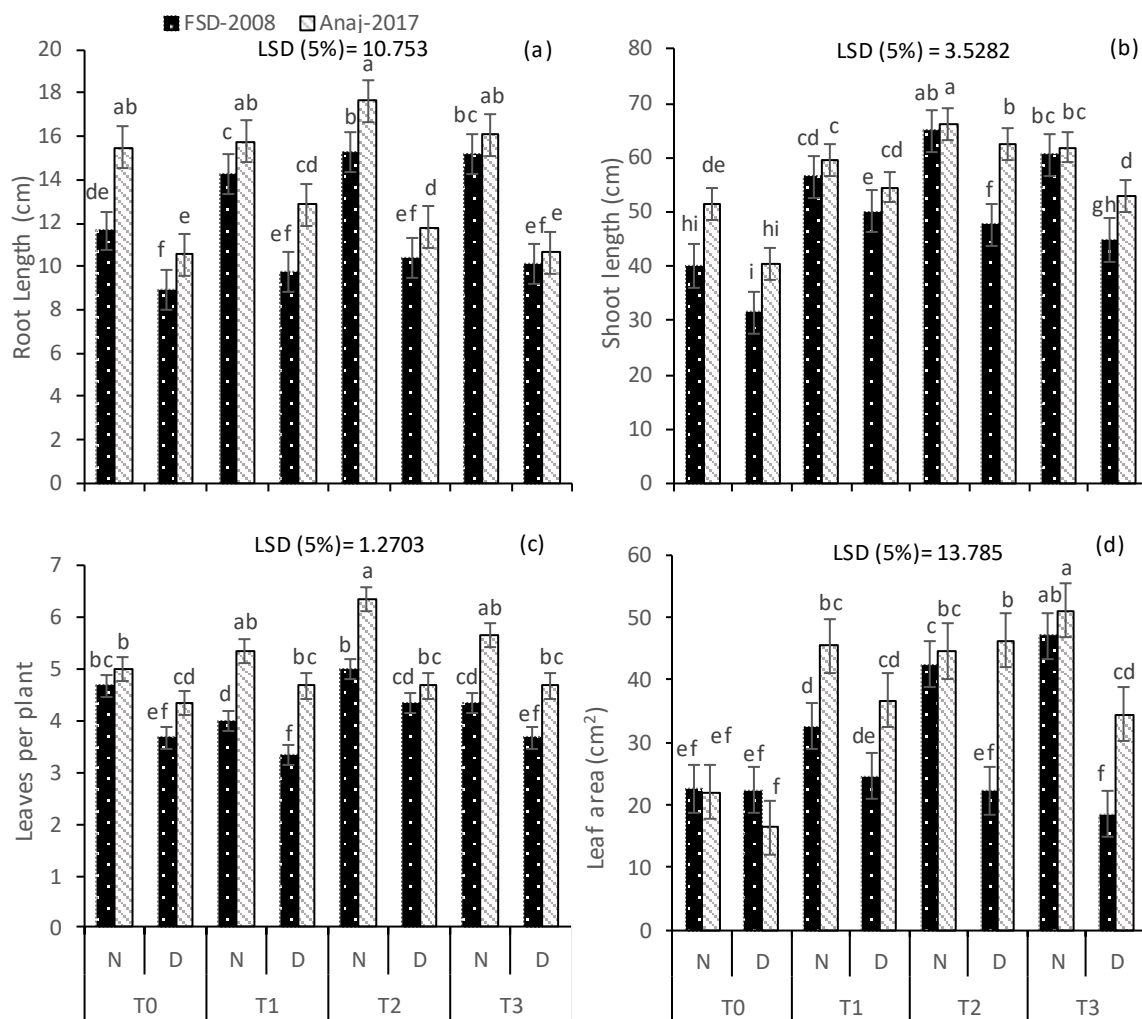 FSD-2008 Anaj-2017
LSD (5%)= 10.753 (a)
Root Length (cm)
20
18
16
14
12
10
8
6
4
2
0
de ab f e c ab ef cd b a ef d bc ab ef e
LSD (5%)= 3.5282 (b)
Shoot length (cm)
80
70
60
50
40
30
20
10
0
hi de i hi cd c e cd ab a f b bc bc gh d
LSD (5%)= 1.2703 (c)
Leaves per plant
7
6
5
4
3
2
1
0
bc b ef cd d ab f bc b a cd bc cd ab ef bc
N D N D N D N D
T0 T1 T2 T3
LSD (5%)= 13.785 (d)
Leaf area (cm²)
60
50
40
30
20
10
0
ef ef ef f d bc de cd c bc ef b ab a f cd
N D N D N D N D
T0 T1 T2 T3